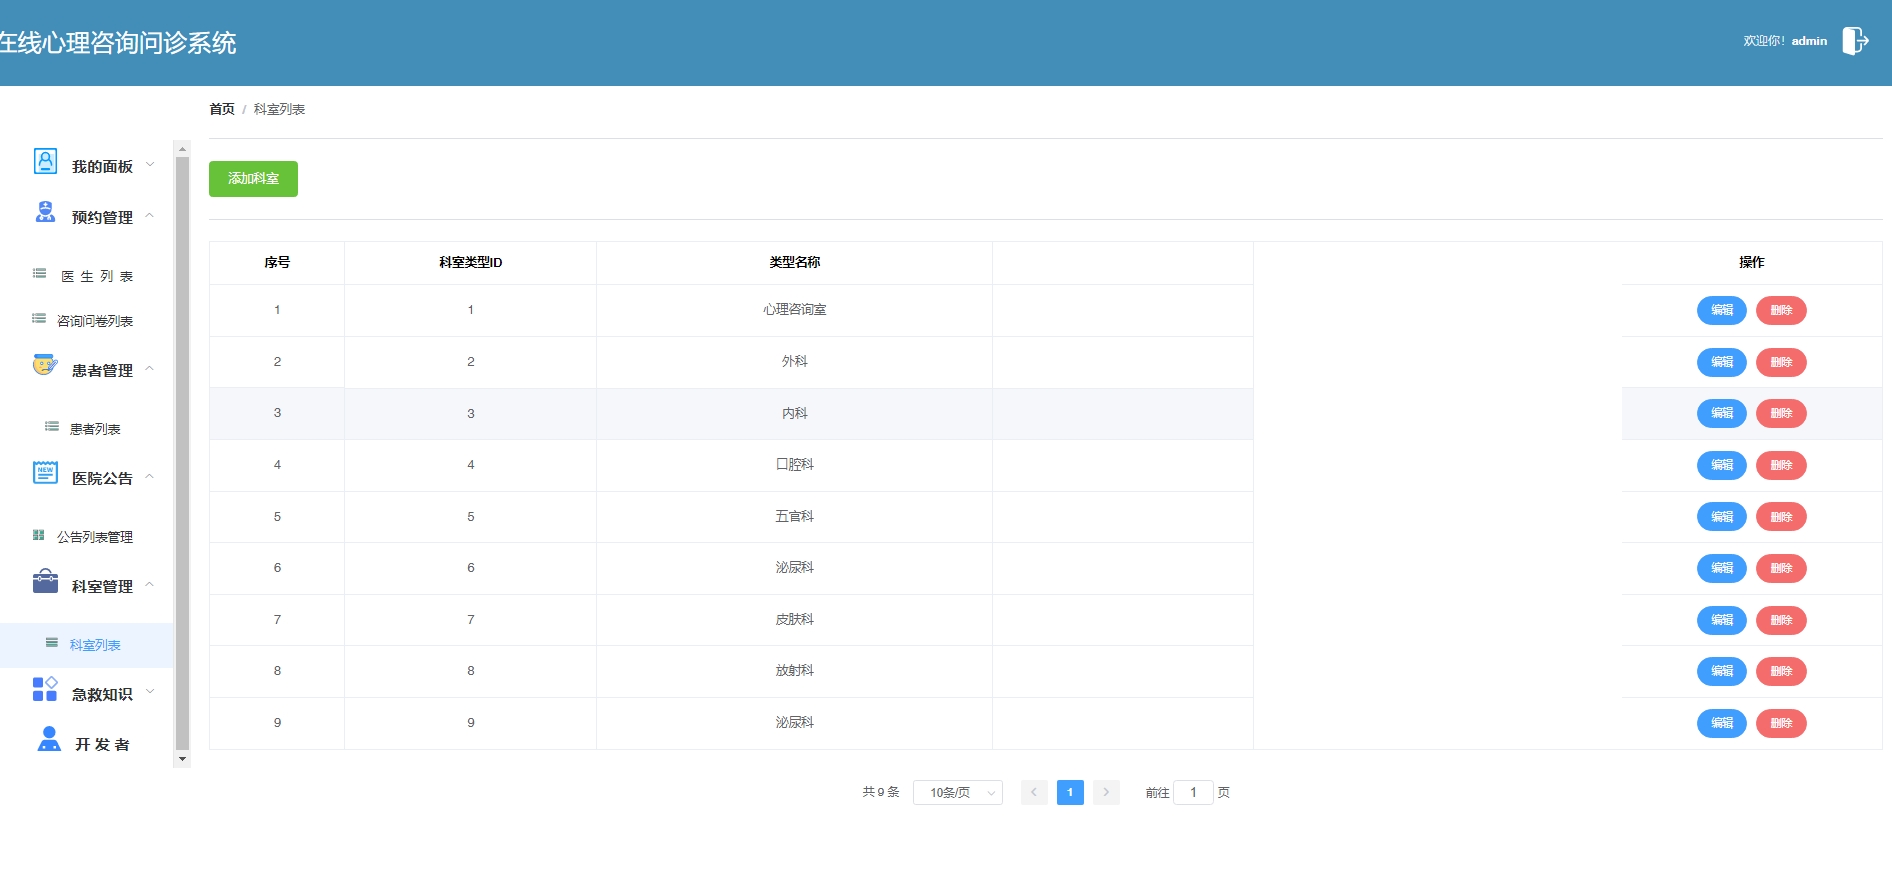 在线心理咨询问诊系统
欢迎你! admin
首页 / 科室列表
我的面板
预约管理
医 生 列 表
咨询问卷列表
患者管理
患者列表
医院公告
公告列表管理
科室管理
科室列表
急救知识
开 发 者
添加科室
序号 科室类型ID 类型名称 操作
1 1 心理咨询室 编辑 删除
2 2 外科 编辑 删除
3 3 内科 编辑 删除
4 4 口腔科 编辑 删除
5 5 五官科 编辑 删除
6 6 泌尿科 编辑 删除
7 7 皮肤科 编辑 删除
8 8 放射科 编辑 删除
9 9 泌尿科 编辑 删除
共 9 条 10条/页 1 前往 1 页